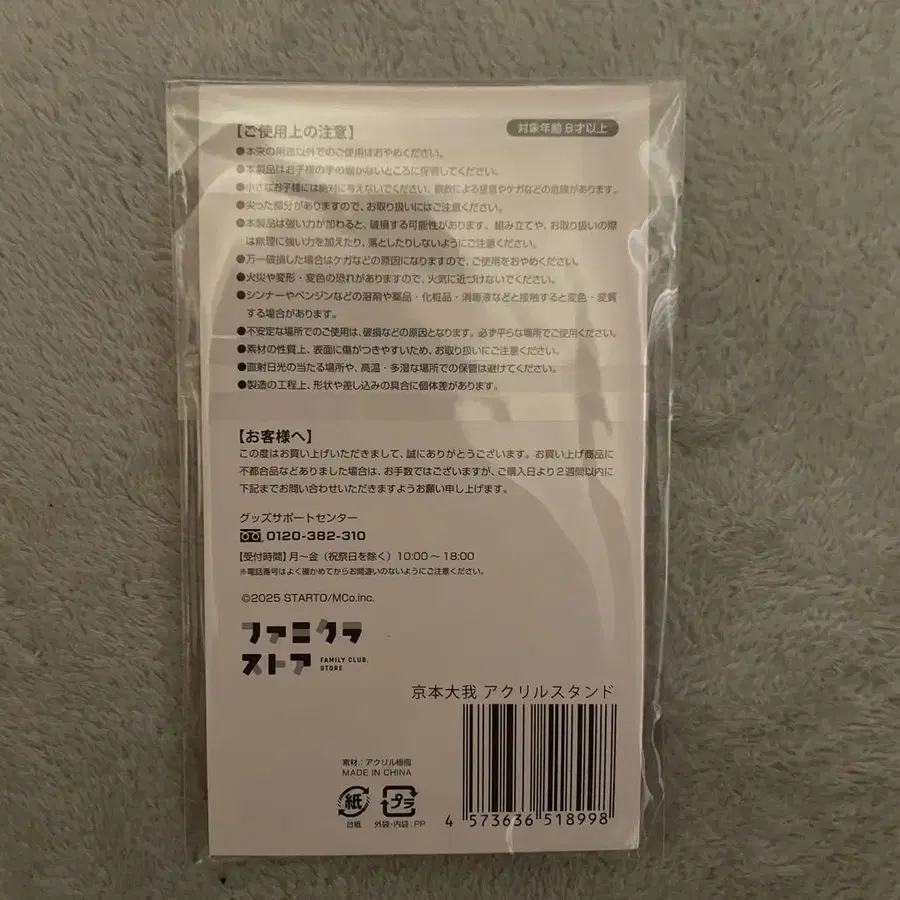 【ご使用上の注意】
対象年齢8才以上
●本来の用途以外でのご使用はおやめください。
●本製品はお子様の手の届かないところに保管してください。
●小さなお子様には絶対に与えないでください。誤飲による窒息やケガなどの危険があります。
●尖った部分がありますので、お取り扱いにはご注意ください。
●本製品は強い力が加わると、破損する可能性があります。組み立てや、お取り扱いの際
は無理に強い力を加えたり、落としたりしないようにご注意ください。
●万一破損した場合はケガなどの原因になりますので、ご使用をおやめください。
●火災や変形・変色の恐れがありますので、火気に近づけないでください。
●シンナーやベンジンなどの溶剤や薬品・化粧品・消毒液などと接触すると変色・変質
する場合があります。
●不安定な場所でのご使用は、破損などの原因となります。必ず平らな場所でご使用ください。
●素材の性質上、表面に傷がつきやすいため、お取り扱いにご注意ください。
●直射日光の当たる場所や、高温・多湿な場所での保管は避けてください。
●製造の工程上、形状や差し込みの具合に個体差があります。
【お客様へ】
この度はお買い上げいただきまして、誠にありがとうございます。お買い上げ商品に
不都合品などありました場合は、お手数ではございますが、ご購入日より2週間以内に
下記までお問い合わせいただきますようお願い申し上げます。
グッズサポートセンター
0120-382-310
【受付時間】月～金（祝祭日を除く）10:00～18:00
※電話番号はよく確かめてからお間違いのないようにご注意ください。
©2025 STARTO/MCo.inc.
ファミクラ
ストア FAMILY CLUB STORE
京本大我 アクリルスタンド
素材：アクリル樹脂
MADE IN CHINA
紙 プラ
台紙 外袋・内袋：PP
4 573636 518998